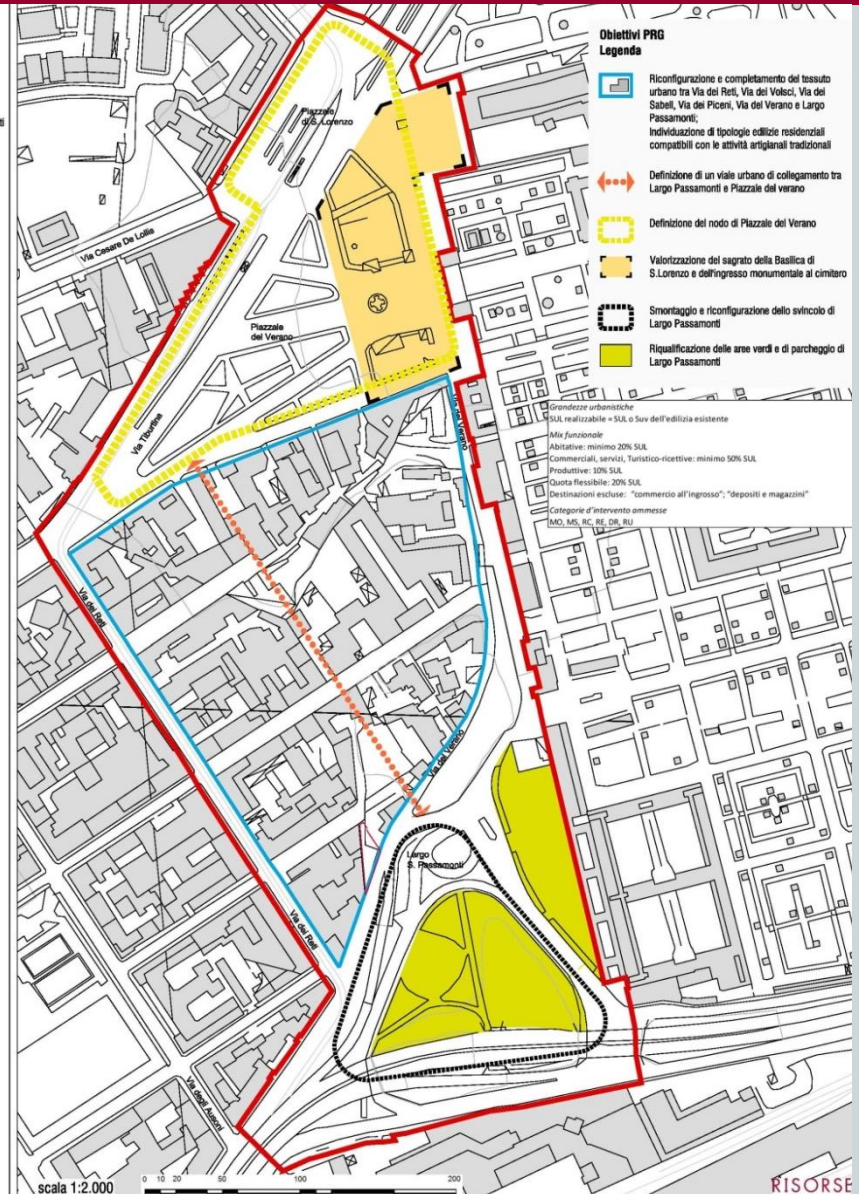 Obiettivi PRG
Legenda
Riconfigurazione e completamento del tessuto
urbano tra Via dei Reti, Via dei Volsci, Via dei
Sabell, Via dei Piceni, Via del Verano e Largo
Passamonti;
Individuazione di tipologie edilizie residenziali
compatibili con le attività artigianali tradizionali
Definizione di un viale urbano di collegamento tra
Largo Passamonti e Piazzale del verano
Definizione del nodo di Piazzale del Verano
Valorizzazione del sagrato della Basilica di
S.Lorenzo e dell'ingresso monumentale al cimitero
Smontaggio e riconfigurazione dello svincolo di
Largo Passamonti
Riqualificazione delle aree verdi e di parcheggio di
Largo Passamonti
Grandezze urbanistiche
SUL realizzabile = SUL o Suv dell'edilizia esistente
Mix funzionale
Abitative: minimo 20% SUL
Commerciali, servizi, Turistico-ricettive: minimo 50% SUL
Produttive: 10% SUL
Quota flessibile: 20% SUL
Destinazioni escluse: "commercio all'ingrosso"; "depositi e magazzini"
Categorie d'intervento ammesse
MO, MS, RC, RE, DR, RU
Piazzale
di S. Lorenzo
Via Cesare De Lollis
Piazzale
del Verano
Via Tiburtina
Via del Verano
Via dei Reti
Via del Verano
Largo
S. Passamonti
Via dei Reti
Via degli Ausoni
scala 1:2.000
0 10 20 50 100 200
RISORSE